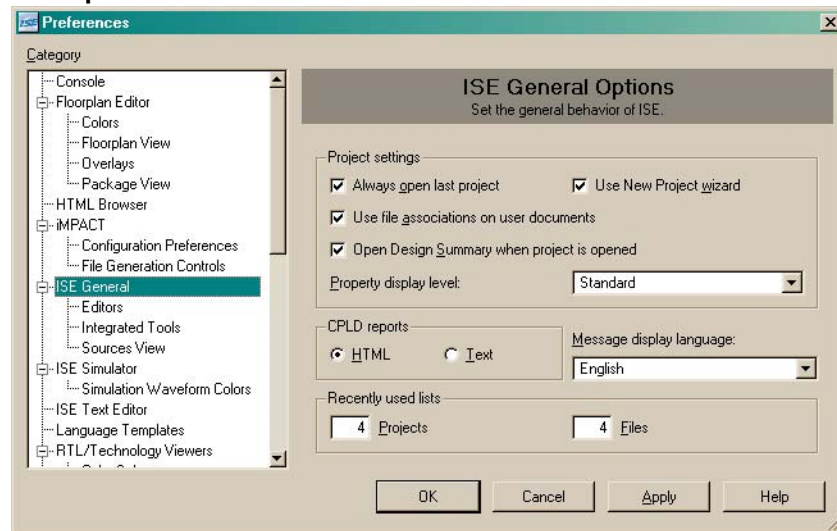 ISE Preferences
Category
Console
Floorplan Editor
Colors
Floorplan View
Overlays
Package View
HTML Browser
iMPACT
Configuration Preferences
File Generation Controls
ISE General
Editors
Integrated Tools
Sources View
ISE Simulator
Simulation Waveform Colors
ISE Text Editor
Language Templates
RTL/Technology Viewers
ISE General Options
Set the general behavior of ISE.
Project settings
Always open last project
Use New Project wizard
Use file associations on user documents
Open Design Summary when project is opened
Property display level:
Standard
CPLD reports
HTML
Text
Message display language:
English
Recently used lists
4 Projects
4 Files
OK
Cancel
Apply
Help